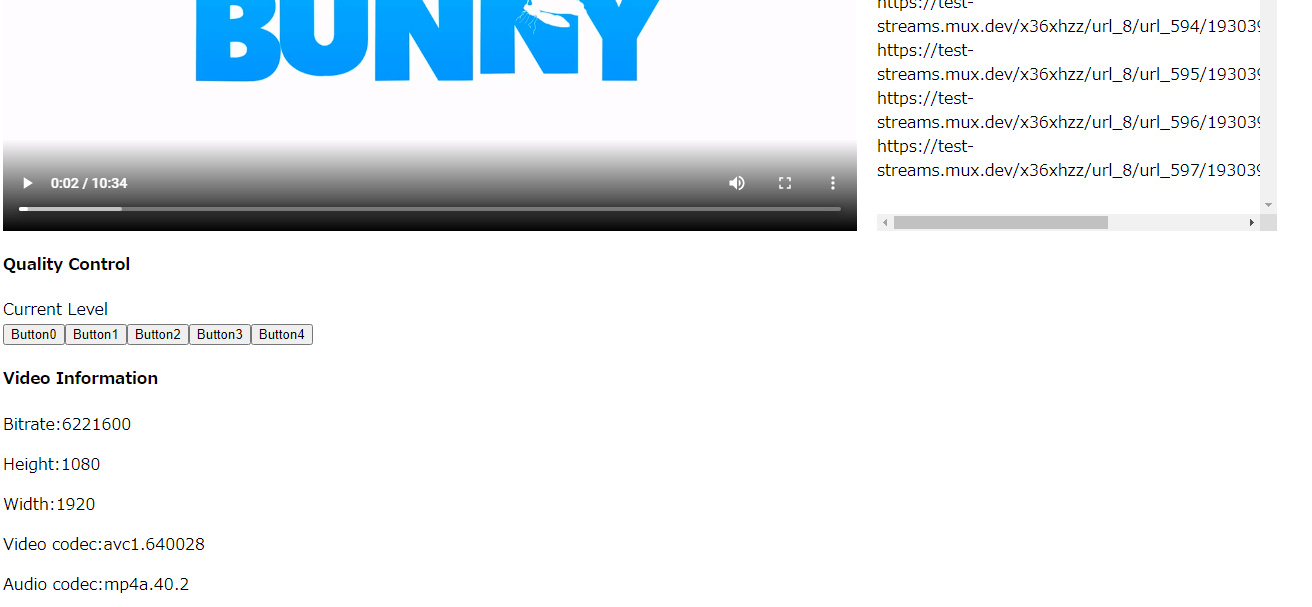 BUNNY
0:02 / 10:34
https://test-
streams.mux.dev/x36xhzz/url_8/url_594/193039
https://test-
streams.mux.dev/x36xhzz/url_8/url_595/193039
https://test-
streams.mux.dev/x36xhzz/url_8/url_596/193039
https://test-
streams.mux.dev/x36xhzz/url_8/url_597/193039
Quality Control
Current Level
Button0 Button1 Button2 Button3 Button4
Video Information
Bitrate:6221600
Height:1080
Width:1920
Video codec:avc1.640028
Audio codec:mp4a.40.2